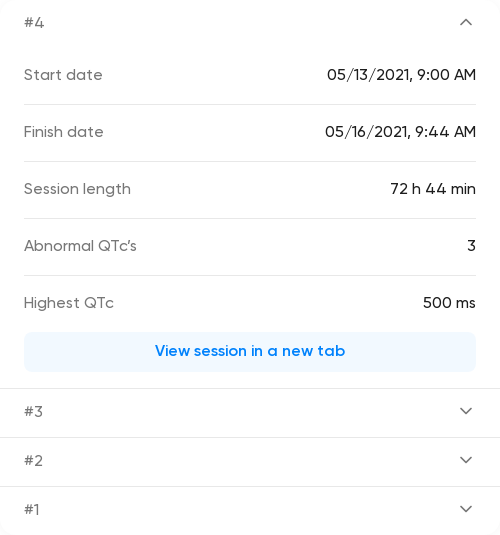 #4
Start date 05/13/2021, 9:00 AM
Finish date 05/16/2021, 9:44 AM
Session length 72 h 44 min
Abnormal QTc’s 3
Highest QTc 500 ms
View session in a new tab
#3
#2
#1